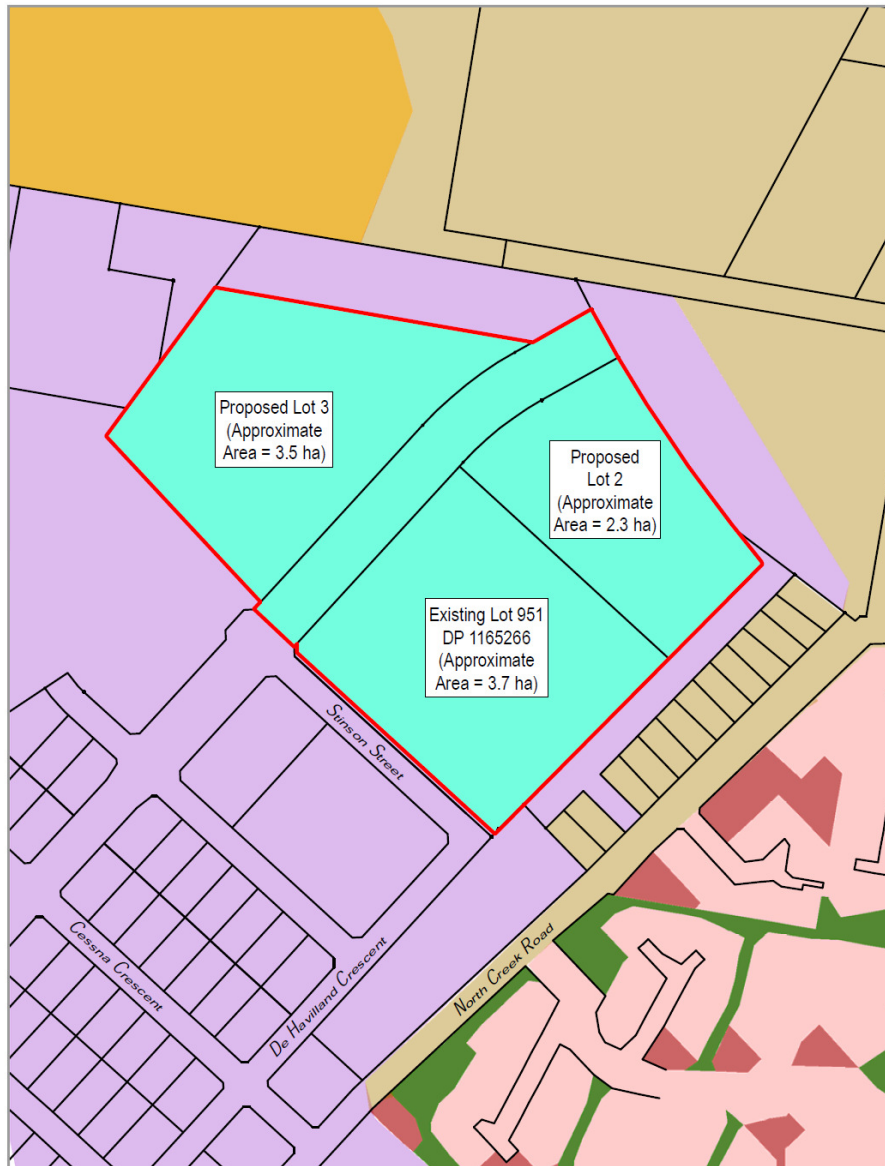 Proposed Lot 3
(Approximate
Area = 3.5 ha)
Proposed
Lot 2
(Approximate
Area = 2.3 ha)
Existing Lot 951
DP 1165266
(Approximate
Area = 3.7 ha)
Stinson Street
Cessna Crescent
De Havilland Crescent
North Creek Road